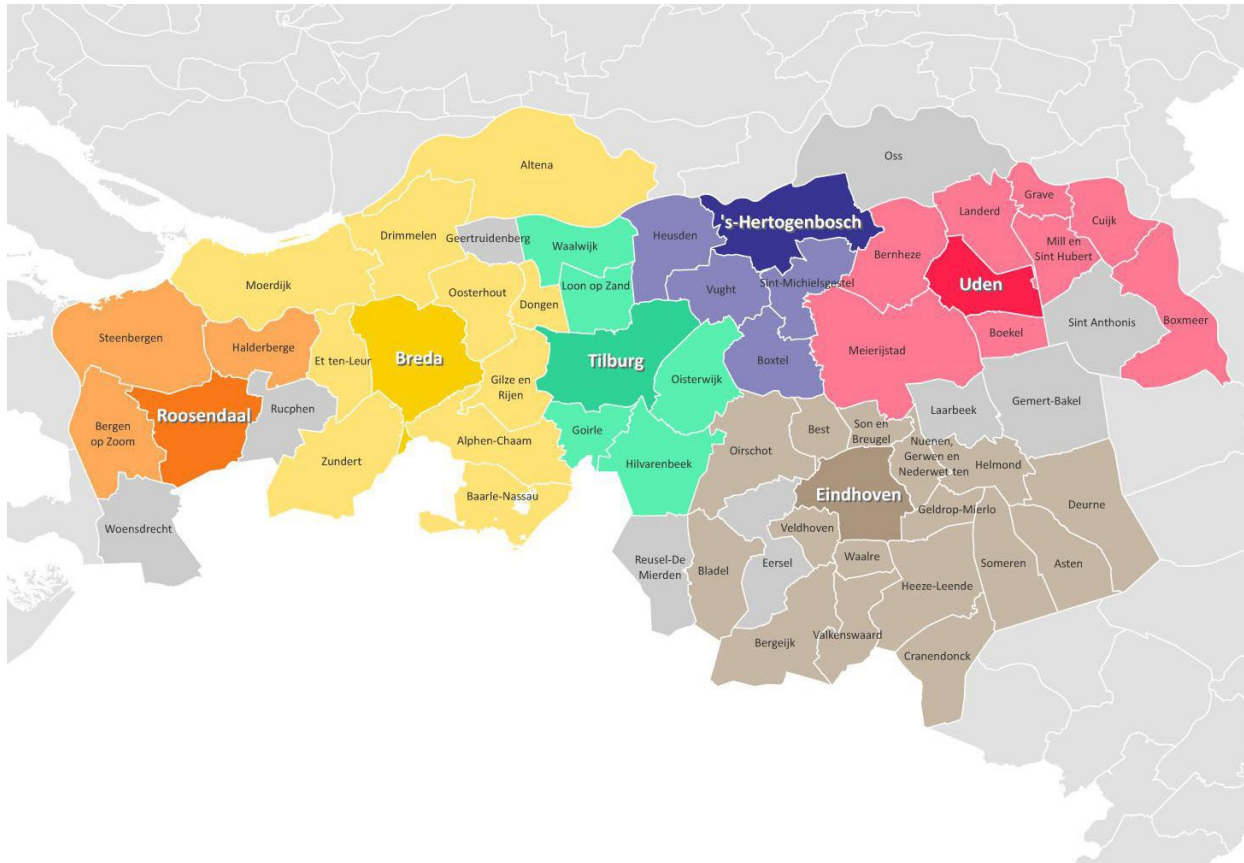 Altena
Oss
Grave
Landerd
Cuijk
's-Hertogenbosch
Drimmelen
Geertruidenberg
Waalwijk
Heusden
Mill en
Sint Hubert
Bernheze
Moerdijk
Oosterhout
Loon op Zand
Vught
Sint-Michielsgestel
Uden
Dongen
Boxmeer
Sint Anthonis
Boekel
Steenbergen
Halderberge
Et ten-Leur
Breda
Tilburg
Boxtel
Meierijstad
Oisterwijk
Gilze en
Rijen
Gemert-Bakel
Roosendaal
Rucphen
Laarbeek
Bergen
op Zoom
Goirle
Alphen-Chaam
Best
Son en
Breugel
Oirschot
Nuenen,
Gerwen en
Nederwet ten
Zundert
Hilvarenbeek
Helmond
Baarle-Nassau
Eindhoven
Deurne
Geldrop-Mierlo
Woensdrecht
Veldhoven
Reusel-De
Mierden
Bladel
Eersel
Waalre
Someren
Asten
Heeze-Leende
Bergeijk
Valkenswaard
Cranendonck